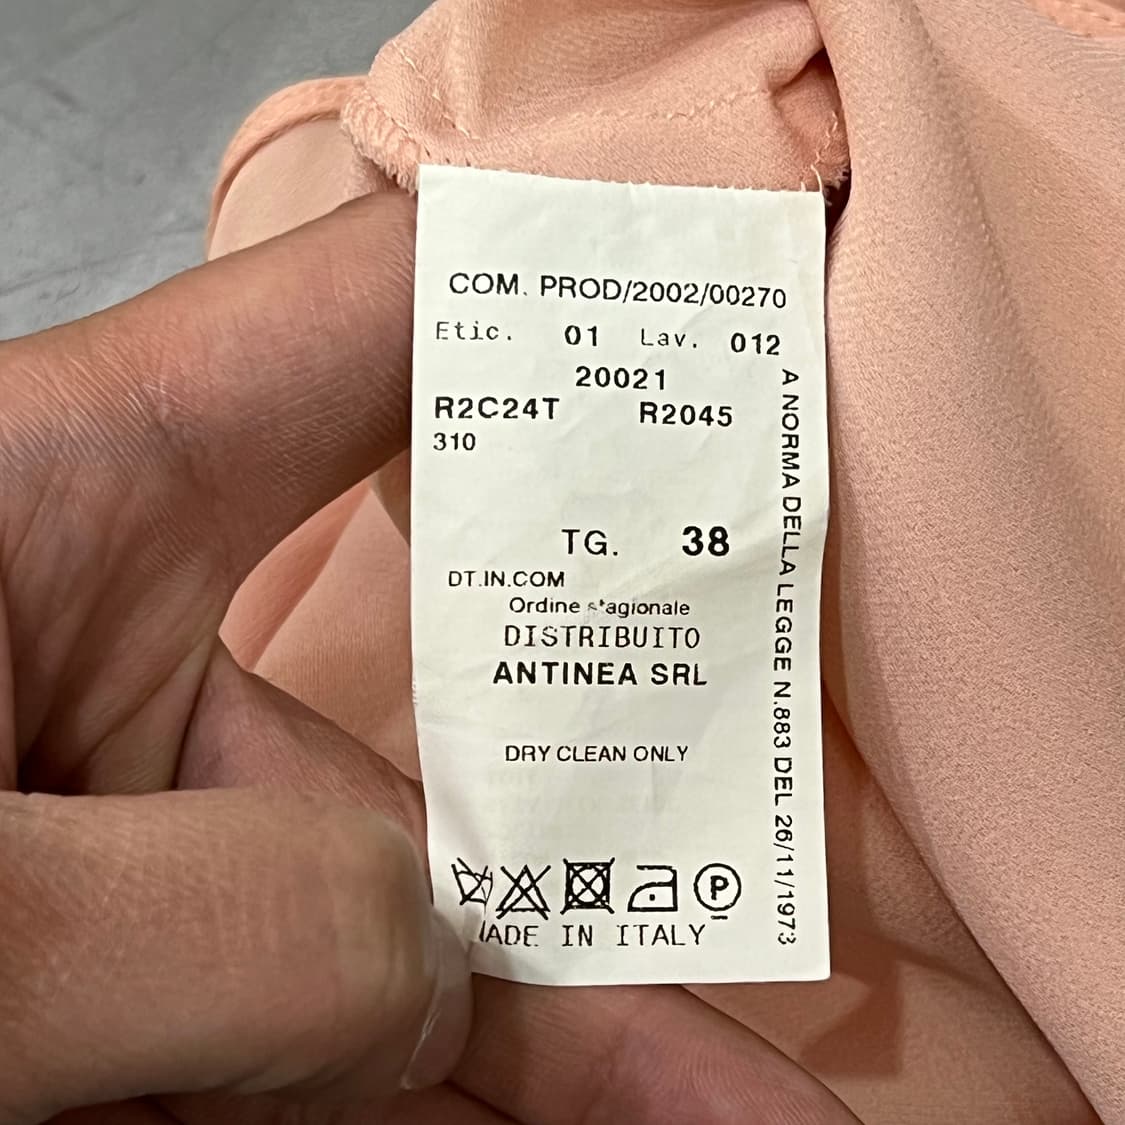 COM. PROD/2002/00270
Etic. 01 Lav. 012
20021
R2C24T R2045
310
TG. 38
DT.IN.COM
Ordine s*agionale
DISTRIBUITO
ANTINEA SRL
DRY CLEAN ONLY
P
MADE IN ITALY
A NORMA DELLA LEGGE N.883 DEL 26/11/1973